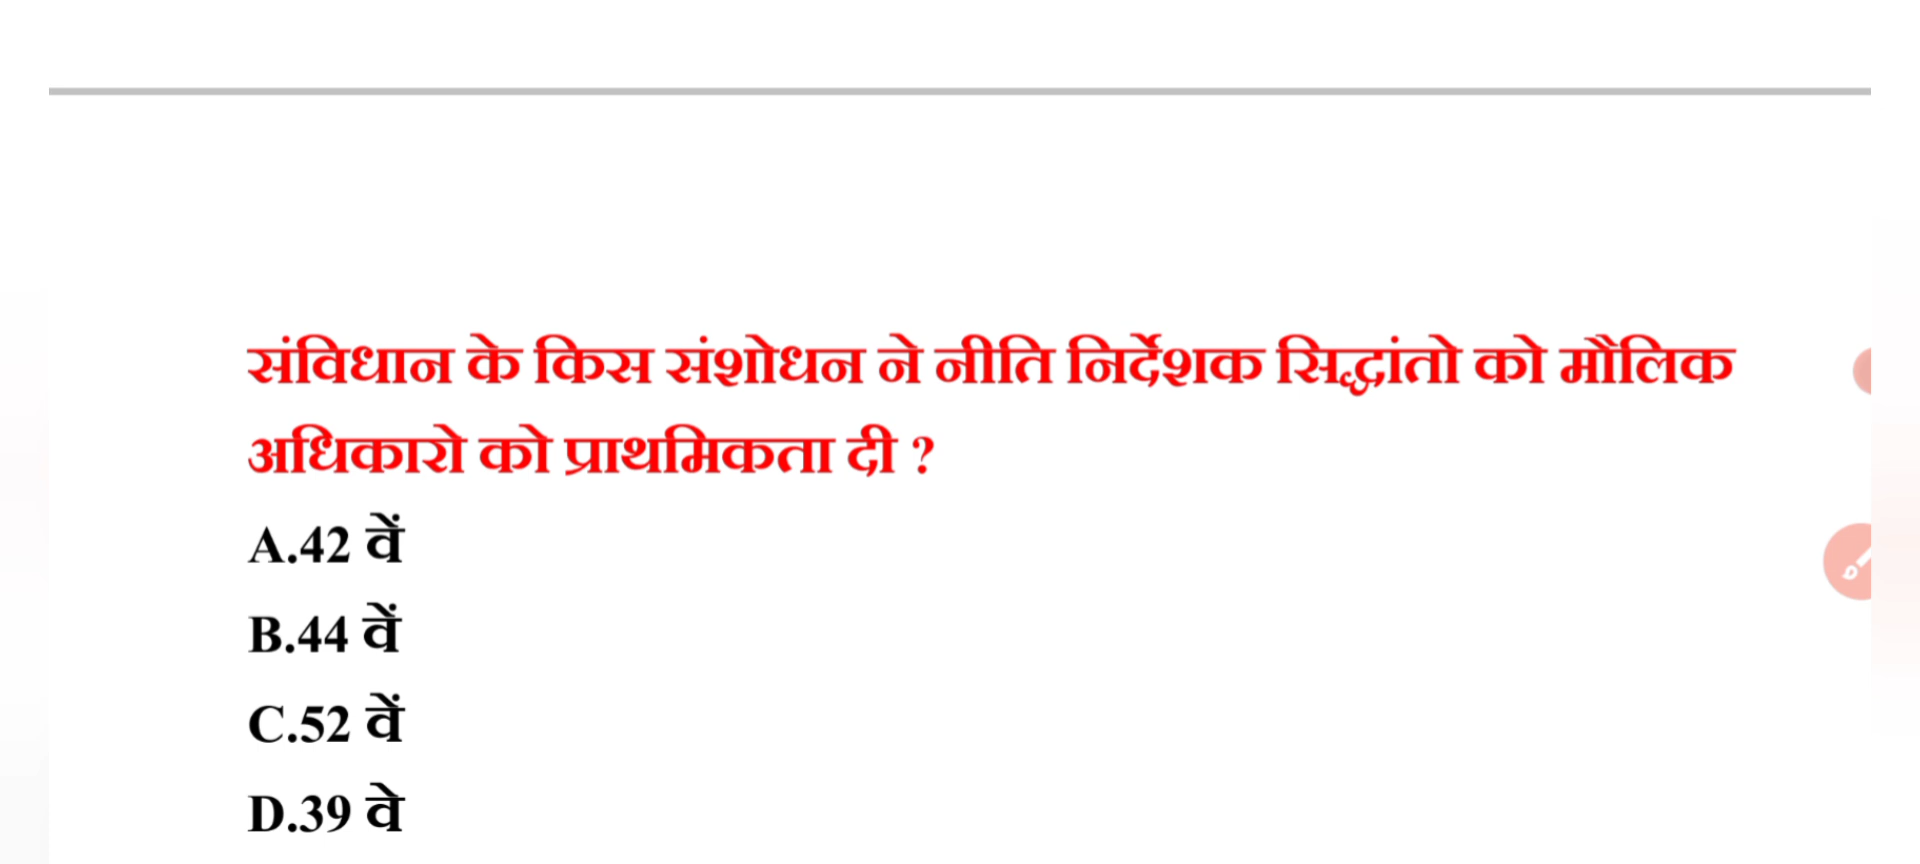 संविधान के किस संशोधन ने नीति निर्देशक सिद्धांतो को मौलिक
अधिकारो को प्राथमिकता दी ?
A.42 वें
B.44 वें
C.52 वें
D.39 वे